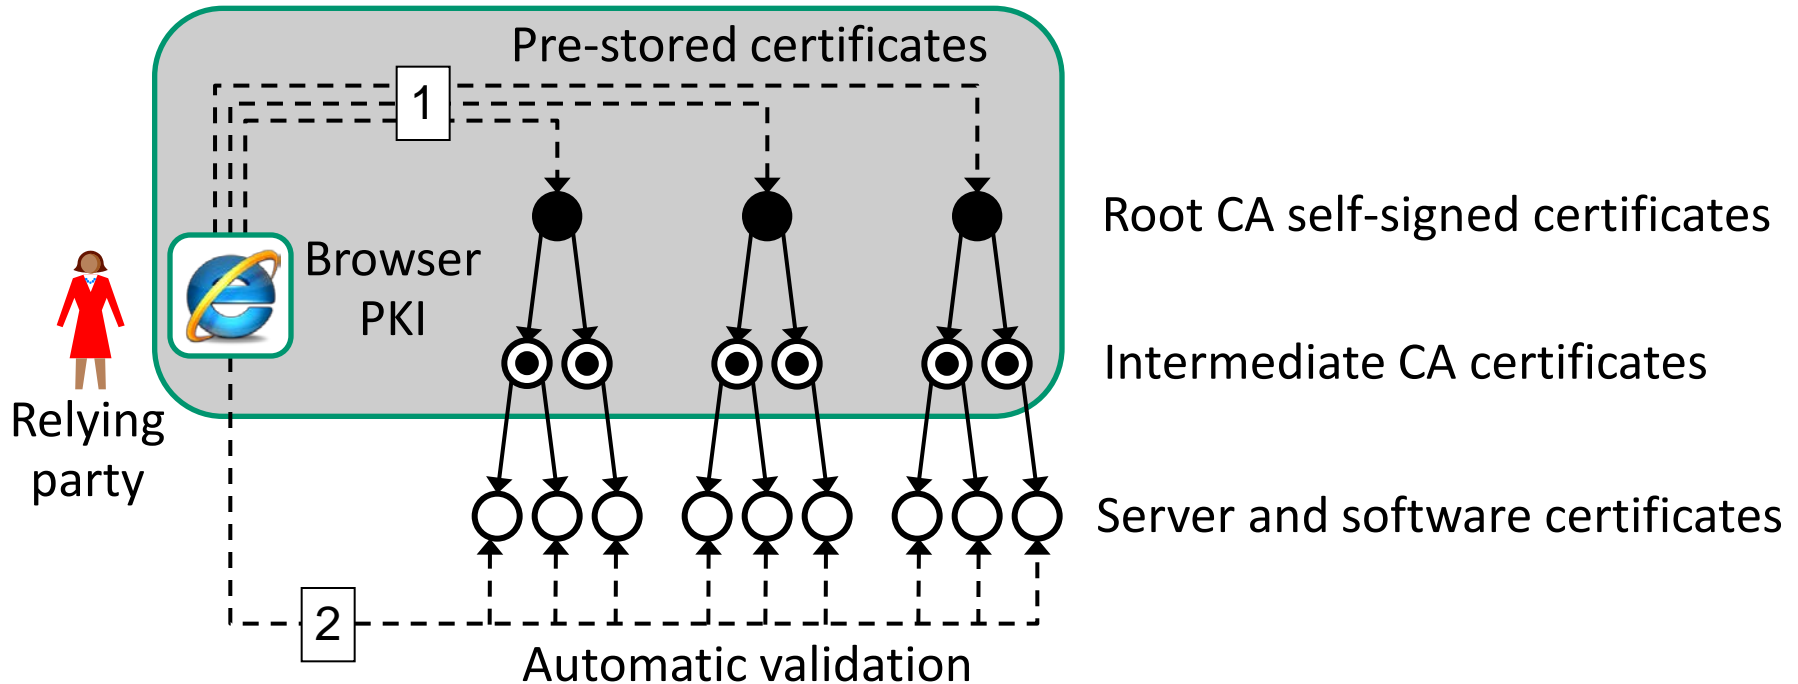 Pre-stored certificates
1
Root CA self-signed certificates
Browser
PKI
Intermediate CA certificates
Relying
party
Server and software certificates
2
Automatic validation